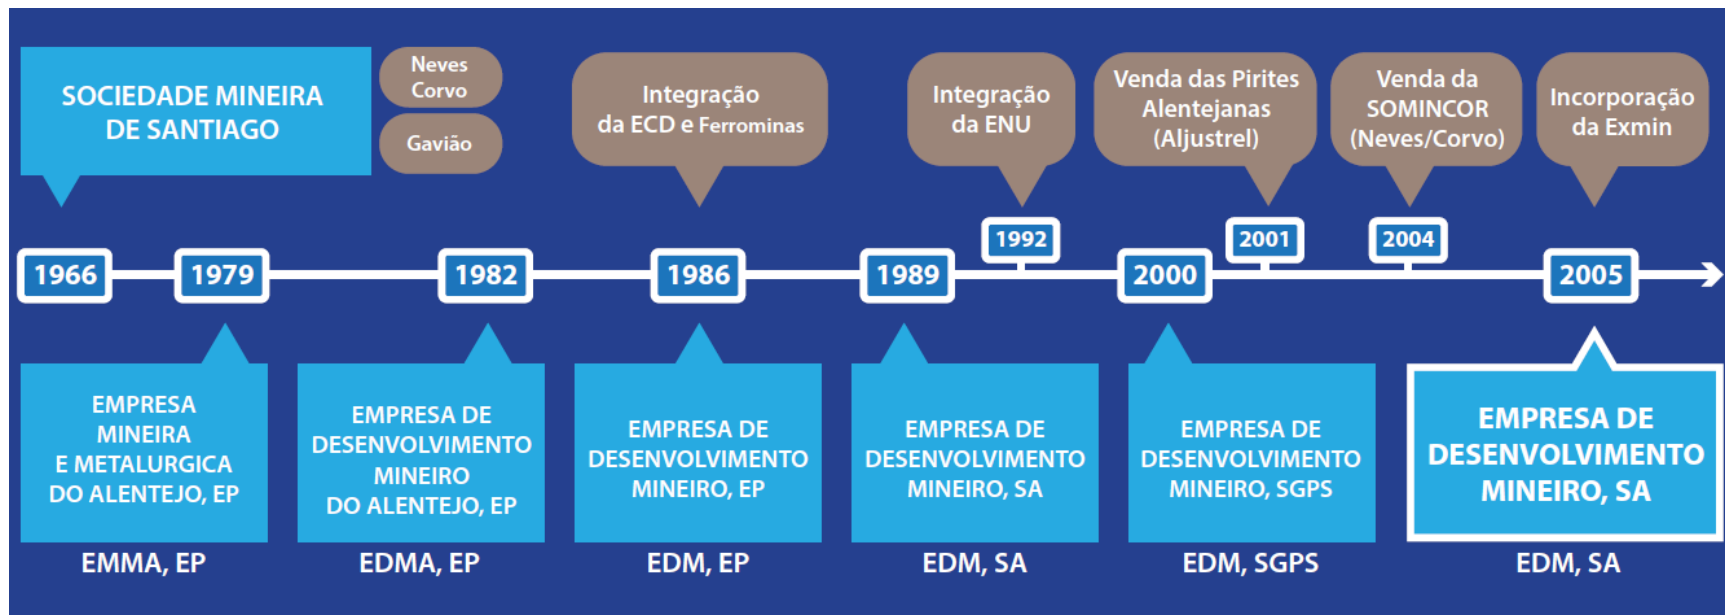 SOCIEDADE MINEIRA
DE SANTIAGO
Neves
Corvo
Gavião
Integração
da ECD e Ferrominas
Integração
da ENU
Venda das Pirites
Alentejanas
(Aljustrel)
Venda da
SOMINCOR
(Neves/Corvo)
Incorporação
da Exmin
1966
1979
1982
1986
1989
1992
2000
2001
2004
2005
EMPRESA
MINEIRA
E METALURGICA
DO ALENTEJO, EP
EMMA, EP
EMPRESA DE
DESENVOLVIMENTO
MINEIRO
DO ALENTEJO, EP
EDMA, EP
EMPRESA DE
DESENVOLVIMENTO
MINEIRO, EP
EDM, EP
EMPRESA DE
DESENVOLVIMENTO
MINEIRO, SA
EDM, SA
EMPRESA DE
DESENVOLVIMENTO
MINEIRO, SGPS
EDM, SGPS
EMPRESA DE
DESENVOLVIMENTO
MINEIRO, SA
EDM, SA